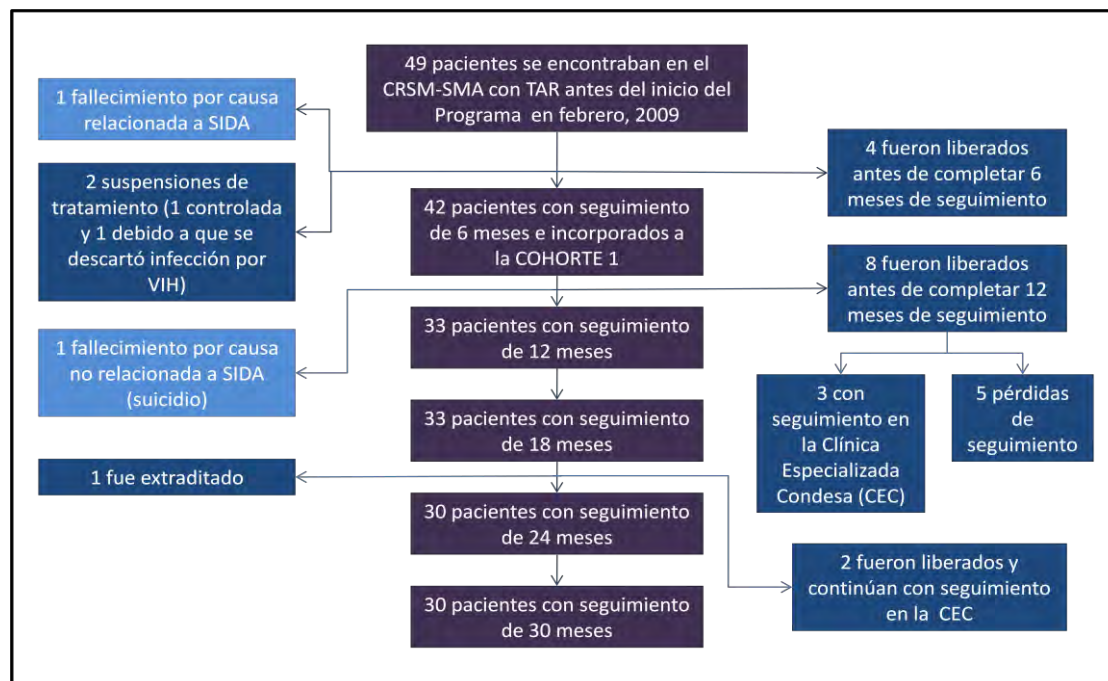 49 pacientes se encontraban en el
CRSM-SMA con TAR antes del inicio del
Programa en febrero, 2009
1 fallecimiento por causa
relacionada a SIDA
4 fueron liberados
antes de completar 6
meses de seguimiento
2 suspensiones de
tratamiento (1 controlada
y 1 debido a que se
descartó infección por
VIH)
42 pacientes con seguimiento
de 6 meses e incorporados a
la COHORTE 1
8 fueron liberados
antes de completar 12
meses de seguimiento
33 pacientes con seguimiento
de 12 meses
1 fallecimiento por causa
no relacionada a SIDA
(suicidio)
3 con
seguimiento en
la Clínica
Especializada
Condesa (CEC)
5 pérdidas
de
seguimiento
33 pacientes con seguimiento
de 18 meses
1 fue extraditado
30 pacientes con seguimiento
de 24 meses
2 fueron liberados y
continúan con seguimiento
en la CEC
30 pacientes con seguimiento
de 30 meses